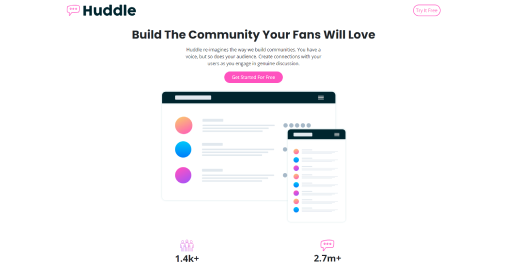 Huddle
Try It Free
Build The Community Your Fans Will Love
Huddle re-imagines the way we build communities. You have a
voice, but so does your audience. Create connections with your
users as you engage in genuine discussion.
Get Started For Free
1.4k+
2.7m+